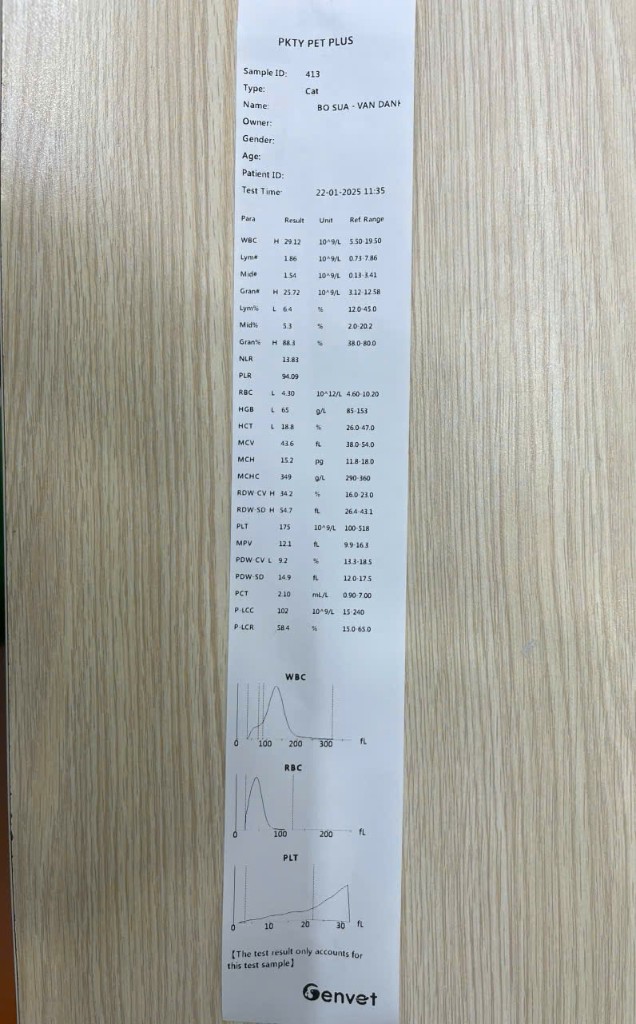 PKTY PET PLUS
Sample ID: 413
Type: Cat
Name: BO SUA - VAN DANH
Owner:
Gender:
Age:
Patient ID:
Test Time: 22-01-2025 11:35
Para Result Unit Ref Range
WBC H 29.12 10^9/L 5.50-19.50
Lym# 1.86 10^9/L 0.73-7.86
Mid# 1.54 10^9/L 0.13-3.41
Gran# H 25.72 10^9/L 3.12-12.58
Lym% L 6.4 % 12.0-45.0
Mid% 5.3 % 2.0-20.2
Gran% H 88.3 % 38.0-80.0
NLR 13.83
PLR 94.09
RBC L 4.30 10^12/L 4.60-10.20
HGB L 65 g/L 85-153
HCT L 18.8 % 26.0-47.0
MCV 43.6 fL 38.0-54.0
MCH 15.2 pg 11.8-18.0
MCHC 349 g/L 290-360
RDW-CV H 34.2 % 16.0-23.0
RDW-SD H 54.7 fL 26.4-43.1
PLT 175 10^9/L 100-518
MPV 12.1 fL 9.9-16.3
PDW-CV L 9.2 % 13.3-18.5
PDW-SD 14.9 fL 12.0-17.5
PCT 2.10 mL/L 0.90-7.00
P-LCC 102 10^9/L 15-240
P-LCR 58.4 % 15.0-65.0
WBC
0 100 200 300 fL
RBC
0 100 200 fL
PLT
0 10 20 30 fL
【The test result only accounts for
this test sample】
Genvet